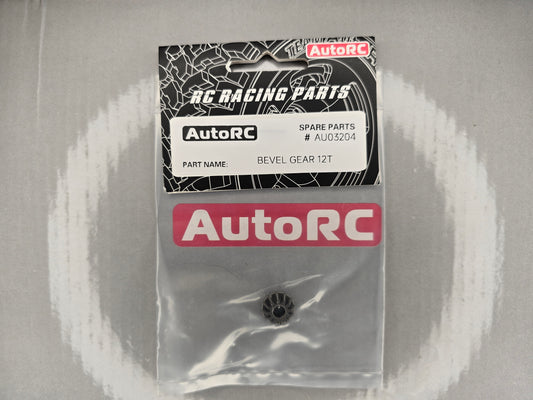 AutoRC
RC RACING PARTS
AutoRC
SPARE PARTS
# AU03204
PART NAME: BEVEL GEAR 12T
AutoRC